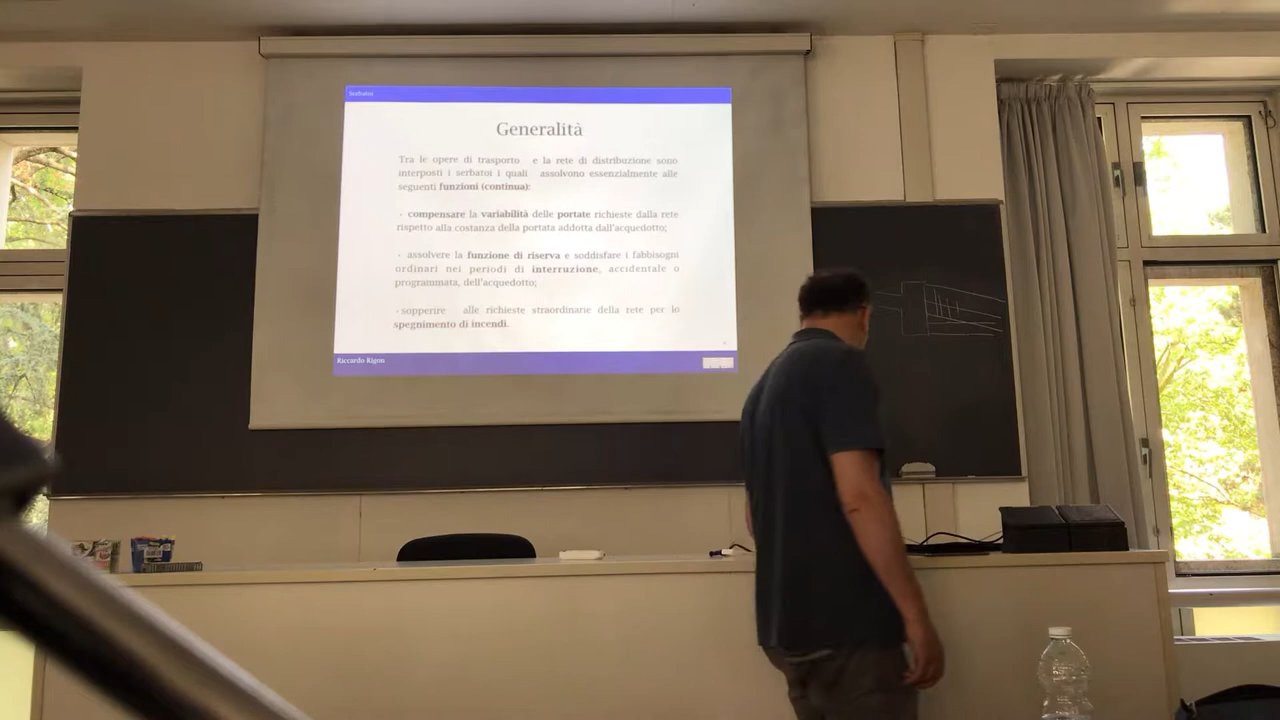 Serbatoi
Generalità
Tra le opere di trasporto e la rete di distribuzione sono
interposti i serbatoi i quali assolvono essenzialmente alle
seguenti funzioni (continua):
· compensare la variabilità delle portate richieste dalla rete
rispetto alla costanza della portata addotta dall'acquedotto;
· assolvere la funzione di riserva e soddisfare i fabbisogni
ordinari nei periodi di interruzione, accidentale o
programmata, dell'acquedotto;
· sopperire alle richieste straordinarie della rete per lo
spegnimento di incendi.
Riccardo Rigon